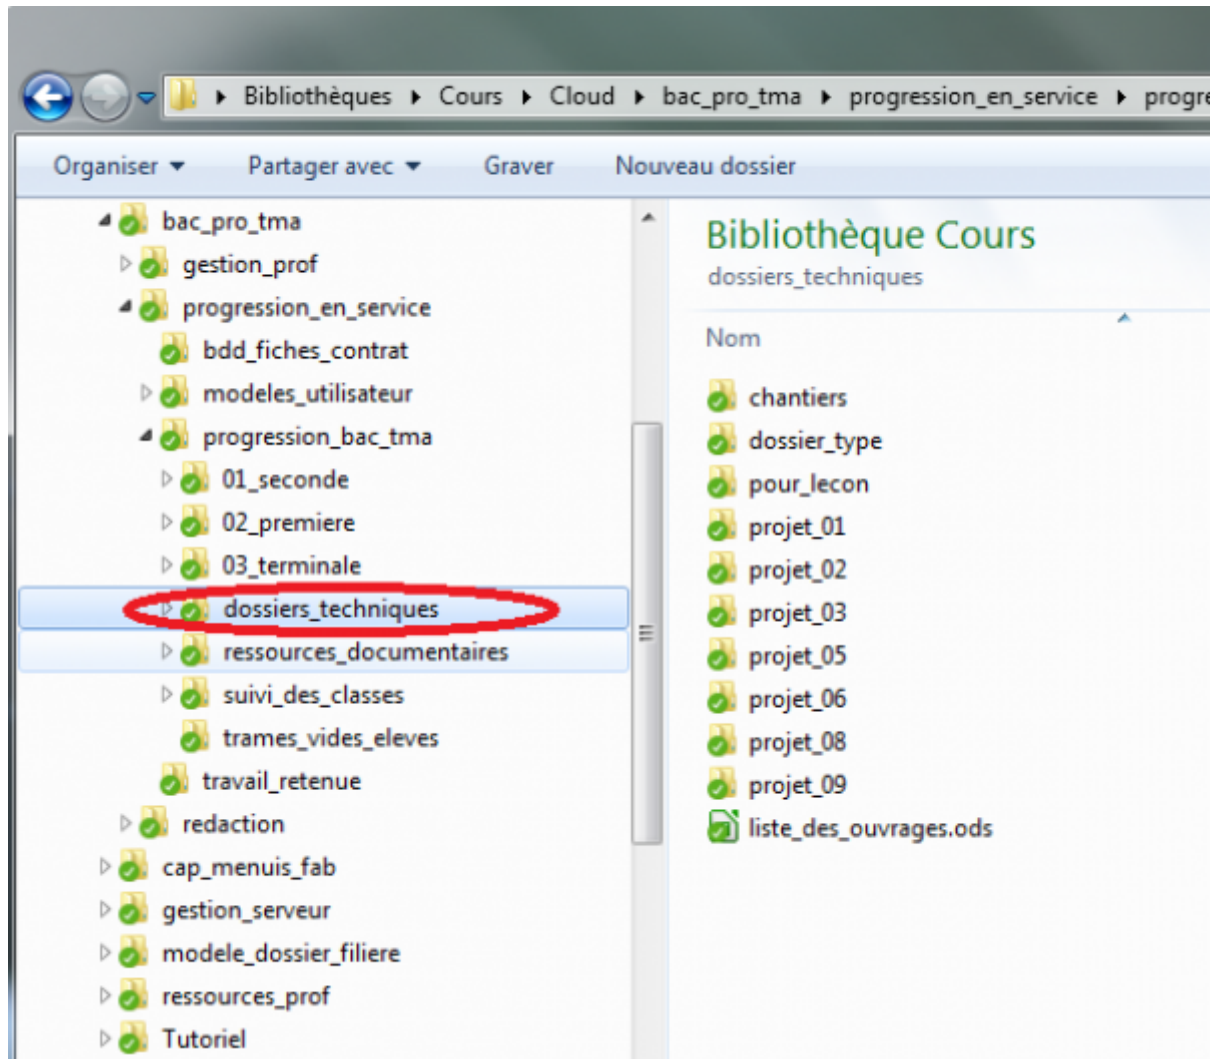 Bibliothèques Cours Cloud bac_pro_tma progression_en_service progre
Organiser Partager avec Graver Nouveau dossier
bac_pro_tma
gestion_prof
progression_en_service
bdd_fiches_contrat
modeles_utilisateur
progression_bac_tma
01_seconde
02_premiere
03_terminale
dossiers_techniques
ressources_documentaires
suivi_des_classes
trames_vides_eleves
travail_retenue
redaction
cap_menuis_fab
gestion_serveur
modele_dossier_filiere
ressources_prof
Tutoriel
Bibliothèque Cours
dossiers_techniques
Nom
chantiers
dossier_type
pour_lecon
projet_01
projet_02
projet_03
projet_05
projet_06
projet_08
projet_09
liste_des_ouvrages.ods